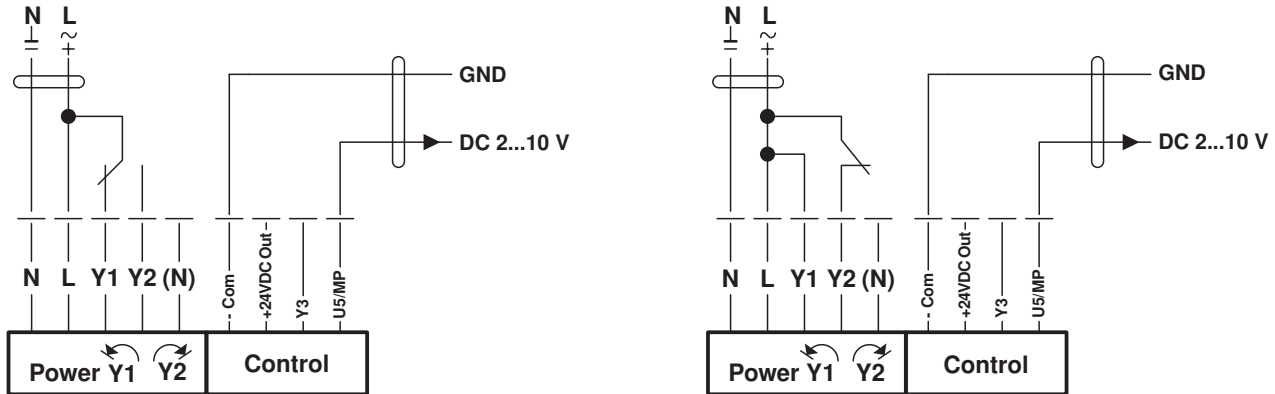 N L
⊥ ~
= +
GND
DC 2...10 V
N L Y1 Y2 (N)
- Com
+24VDC Out
Y3
U5/MP
Power Y1 Y2
Control
N L
⊥ ~
= +
GND
DC 2...10 V
N L Y1 Y2 (N)
- Com
+24VDC Out
Y3
U5/MP
Power Y1 Y2
Control